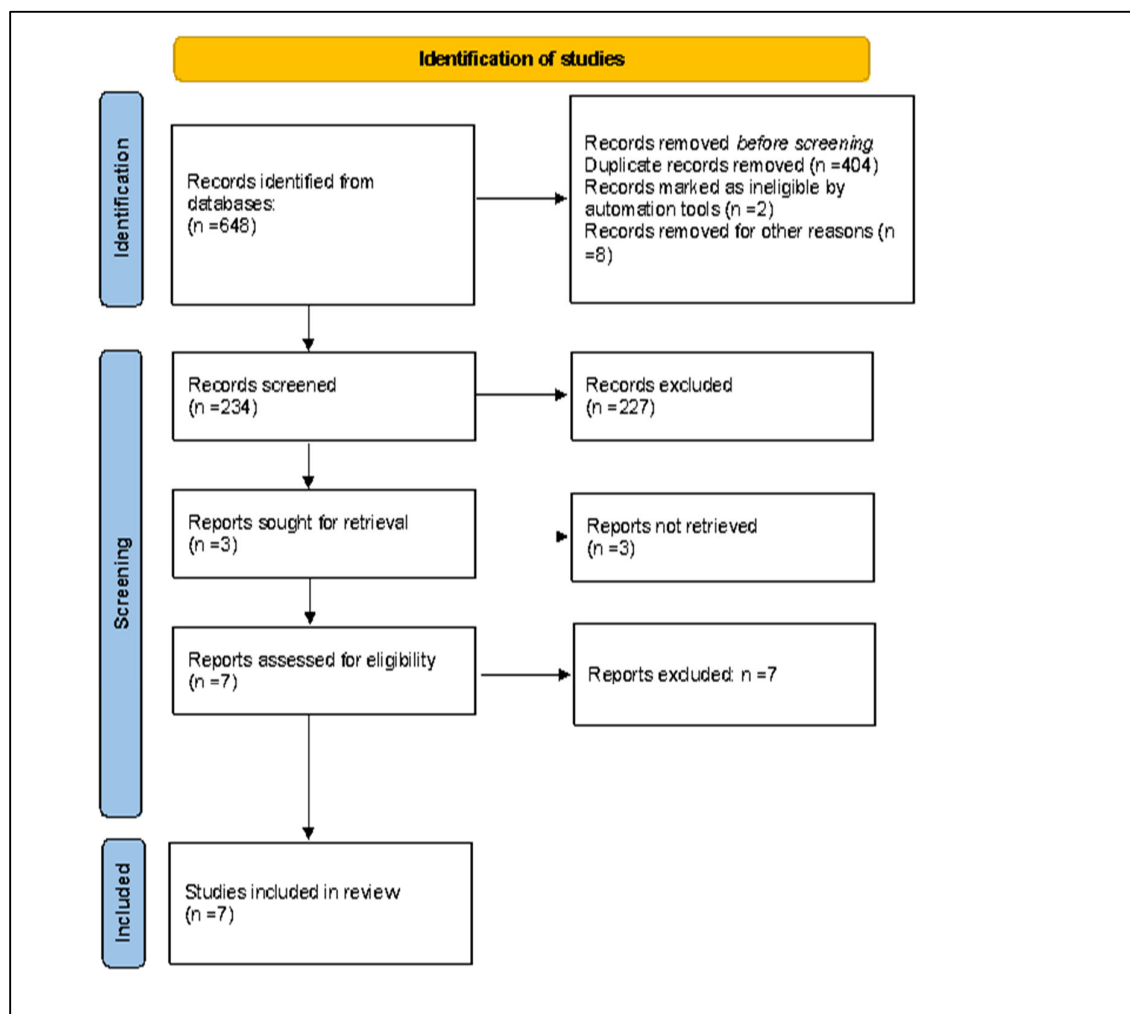 Identification of studies
Identification
Records identified from
databases:
(n =648)
Records removed before screening:
Duplicate records removed (n =404)
Records marked as ineligible by
automation tools (n =2)
Records removed for other reasons (n
=8)
Screening
Records screened
(n =234)
Records excluded
(n =227)
Reports sought for retrieval
(n =3)
Reports not retrieved
(n =3)
Reports assessed for eligibility
(n =7)
Reports excluded: n =7
Included
Studies included in review
(n =7)